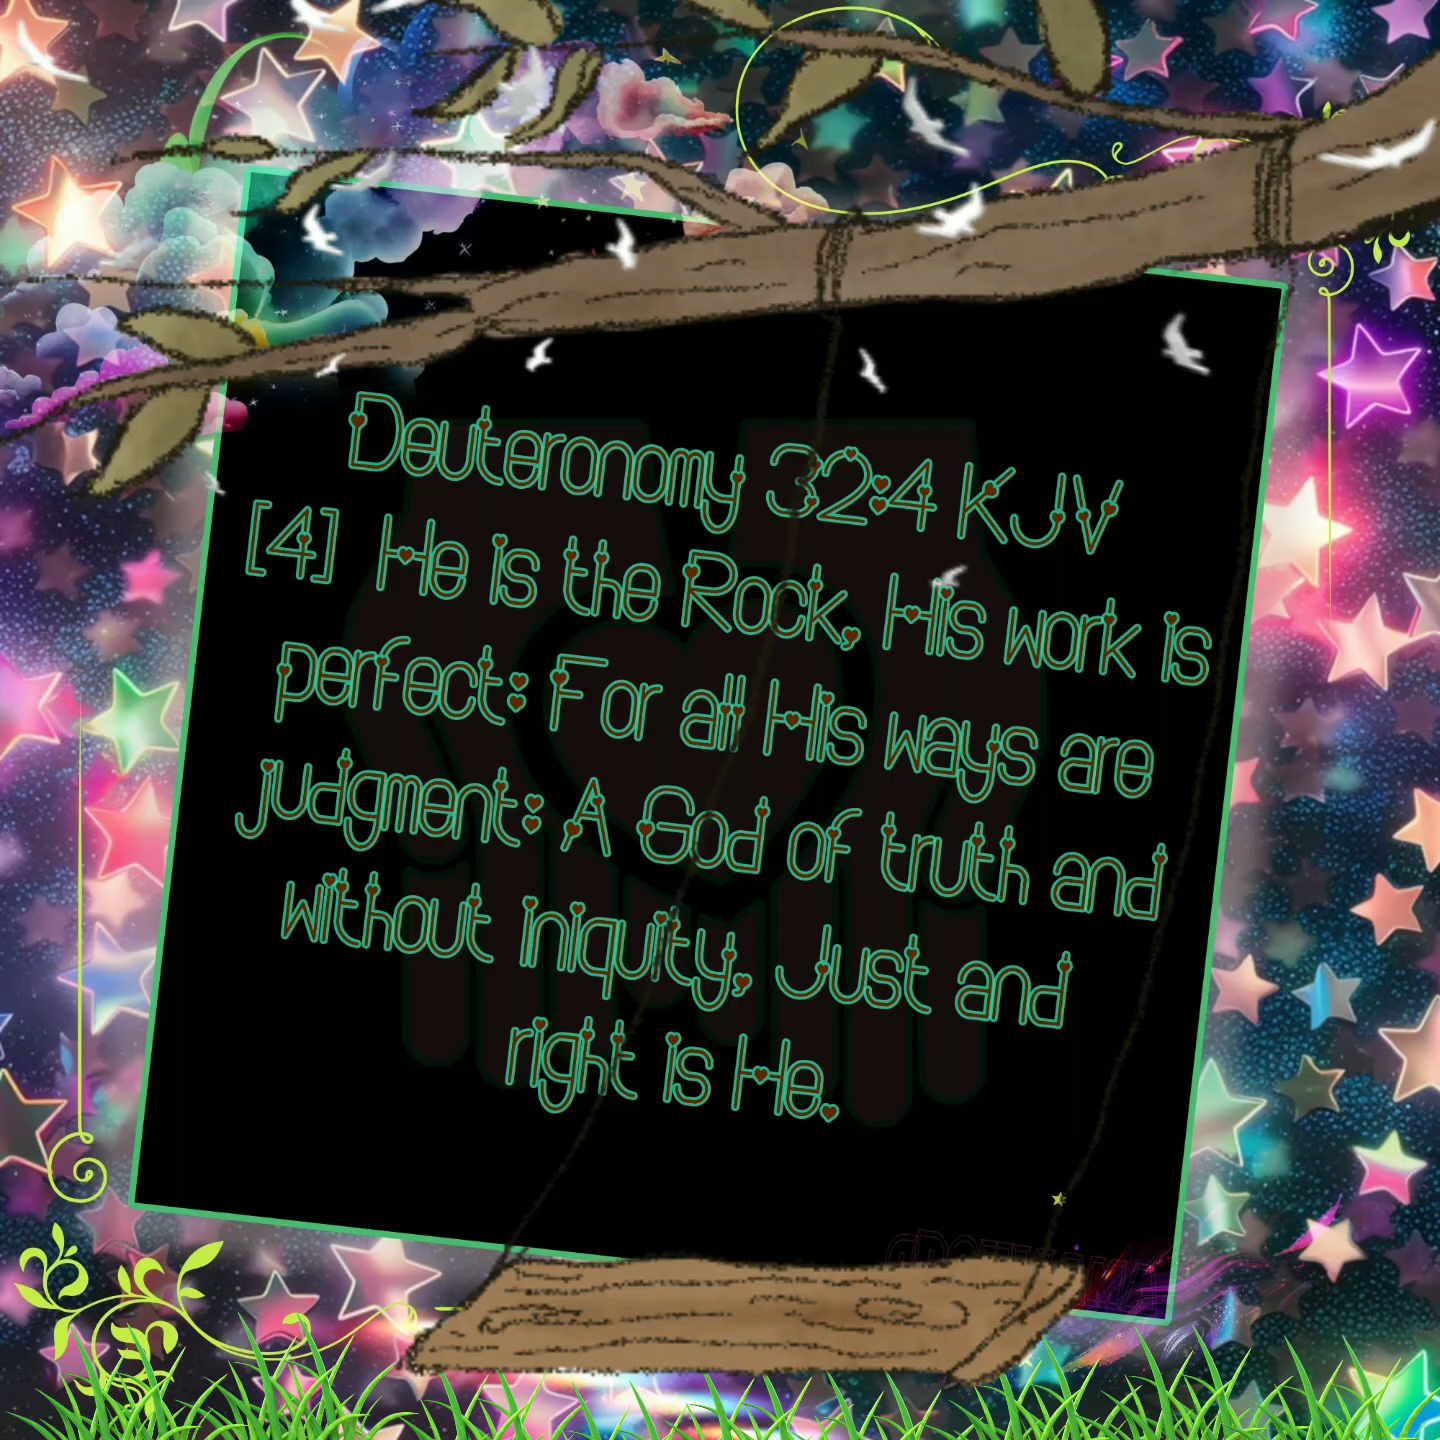 Deuteronomy 32:4 KJV
[4] He is the Rock, His work is
perfect: For all His ways are
judgment: A God of truth and
without iniquity, Just and
right is He.